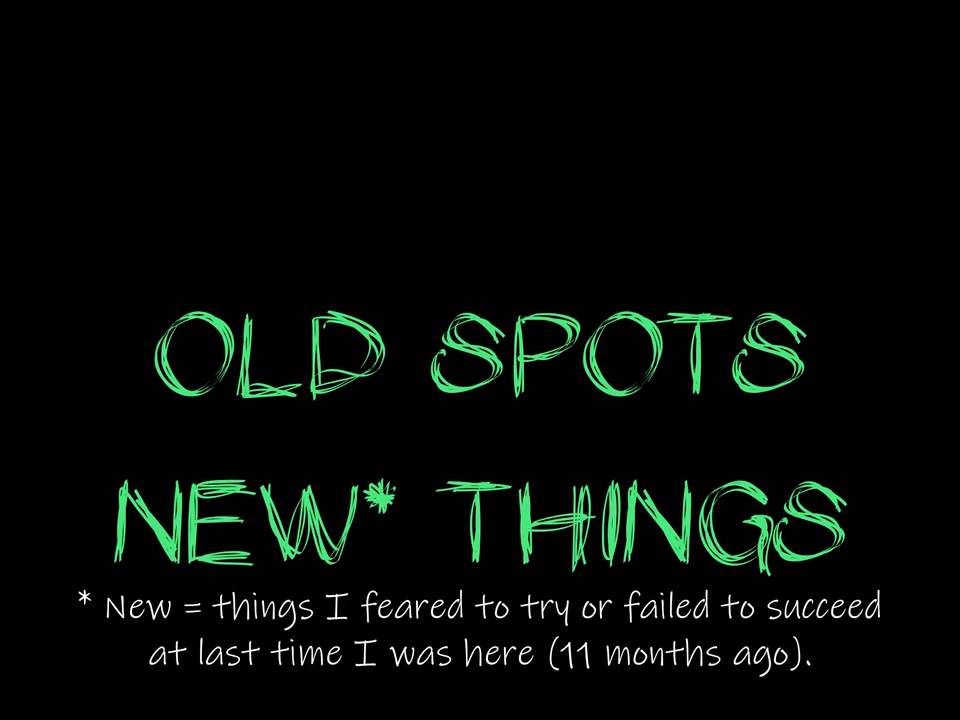 OLD SPOTS
NEW* THINGS
* New = things I feared to try or failed to succeed
at last time I was here (11 months ago).